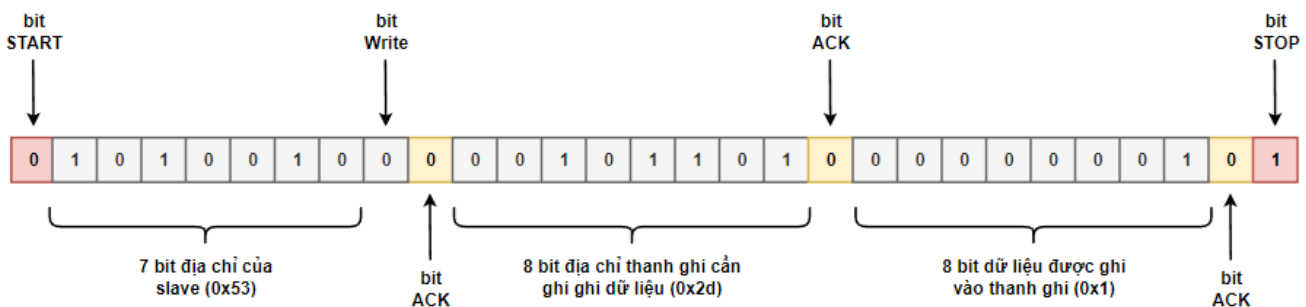 bit
START
bit
Write
bit
ACK
bit
STOP
0 1 0 1 0 0 1 0 0 0 0 0 1 0 1 1 0 1 0 0 0 0 0 0 0 0 1 0 1
7 bit địa chỉ của
slave (0x53)
bit
ACK
8 bit địa chỉ thanh ghi cần
ghi ghi dữ liệu (0x2d)
8 bit dữ liệu được ghi
vào thanh ghi (0x1)
bit
ACK